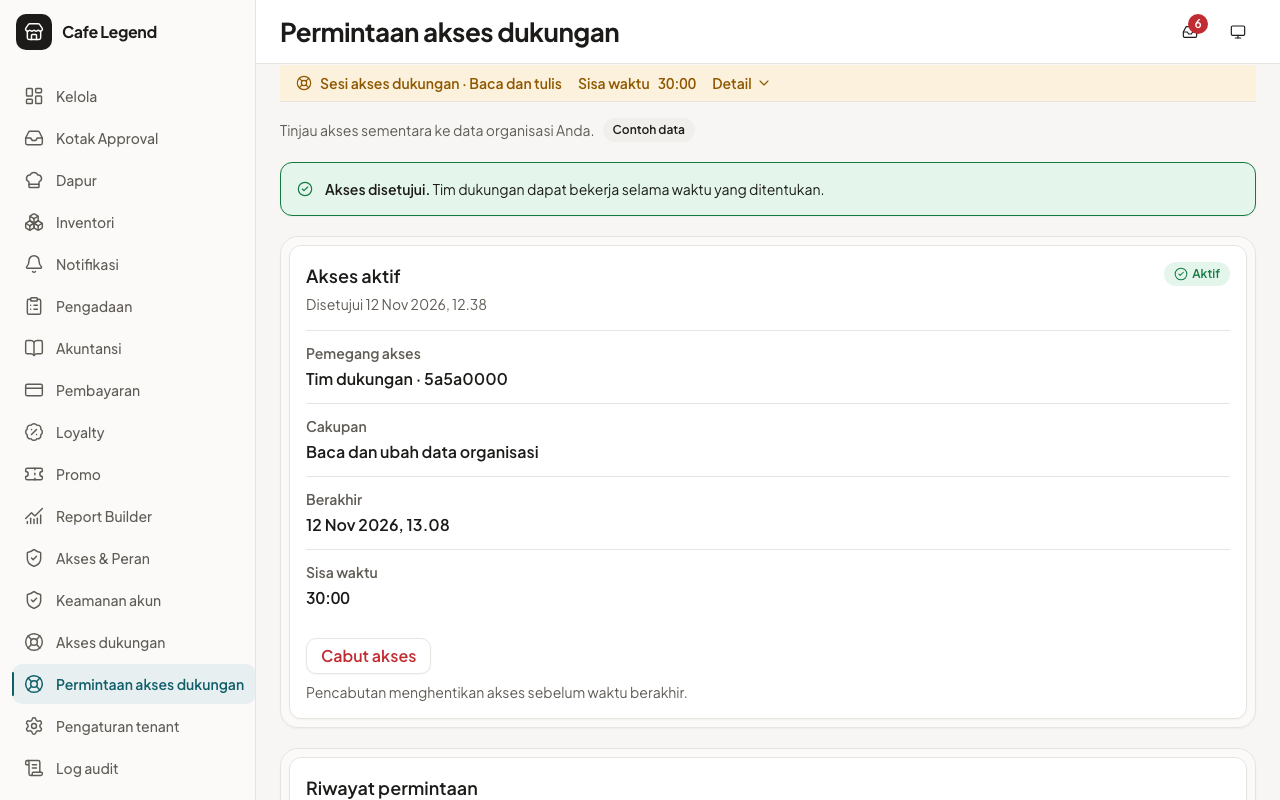 Cafe Legend
Kelola
Kotak Approval
Dapur
Inventori
Notifikasi
Pengadaan
Akuntansi
Pembayaran
Loyalty
Promo
Report Builder
Akses & Peran
Keamanan akun
Akses dukungan
Permintaan akses dukungan
Pengaturan tenant
Log audit
Permintaan akses dukungan
6
Sesi akses dukungan · Baca dan tulis Sisa waktu 30:00 Detail
Tinjau akses sementara ke data organisasi Anda. Contoh data
Akses disetujui. Tim dukungan dapat bekerja selama waktu yang ditentukan.
Akses aktif
Aktif
Disetujui 12 Nov 2026, 12.38
Pemegang akses
Tim dukungan · 5a5a0000
Cakupan
Baca dan ubah data organisasi
Berakhir
12 Nov 2026, 13.08
Sisa waktu
30:00
Cabut akses
Pencabutan menghentikan akses sebelum waktu berakhir.
Riwayat permintaan